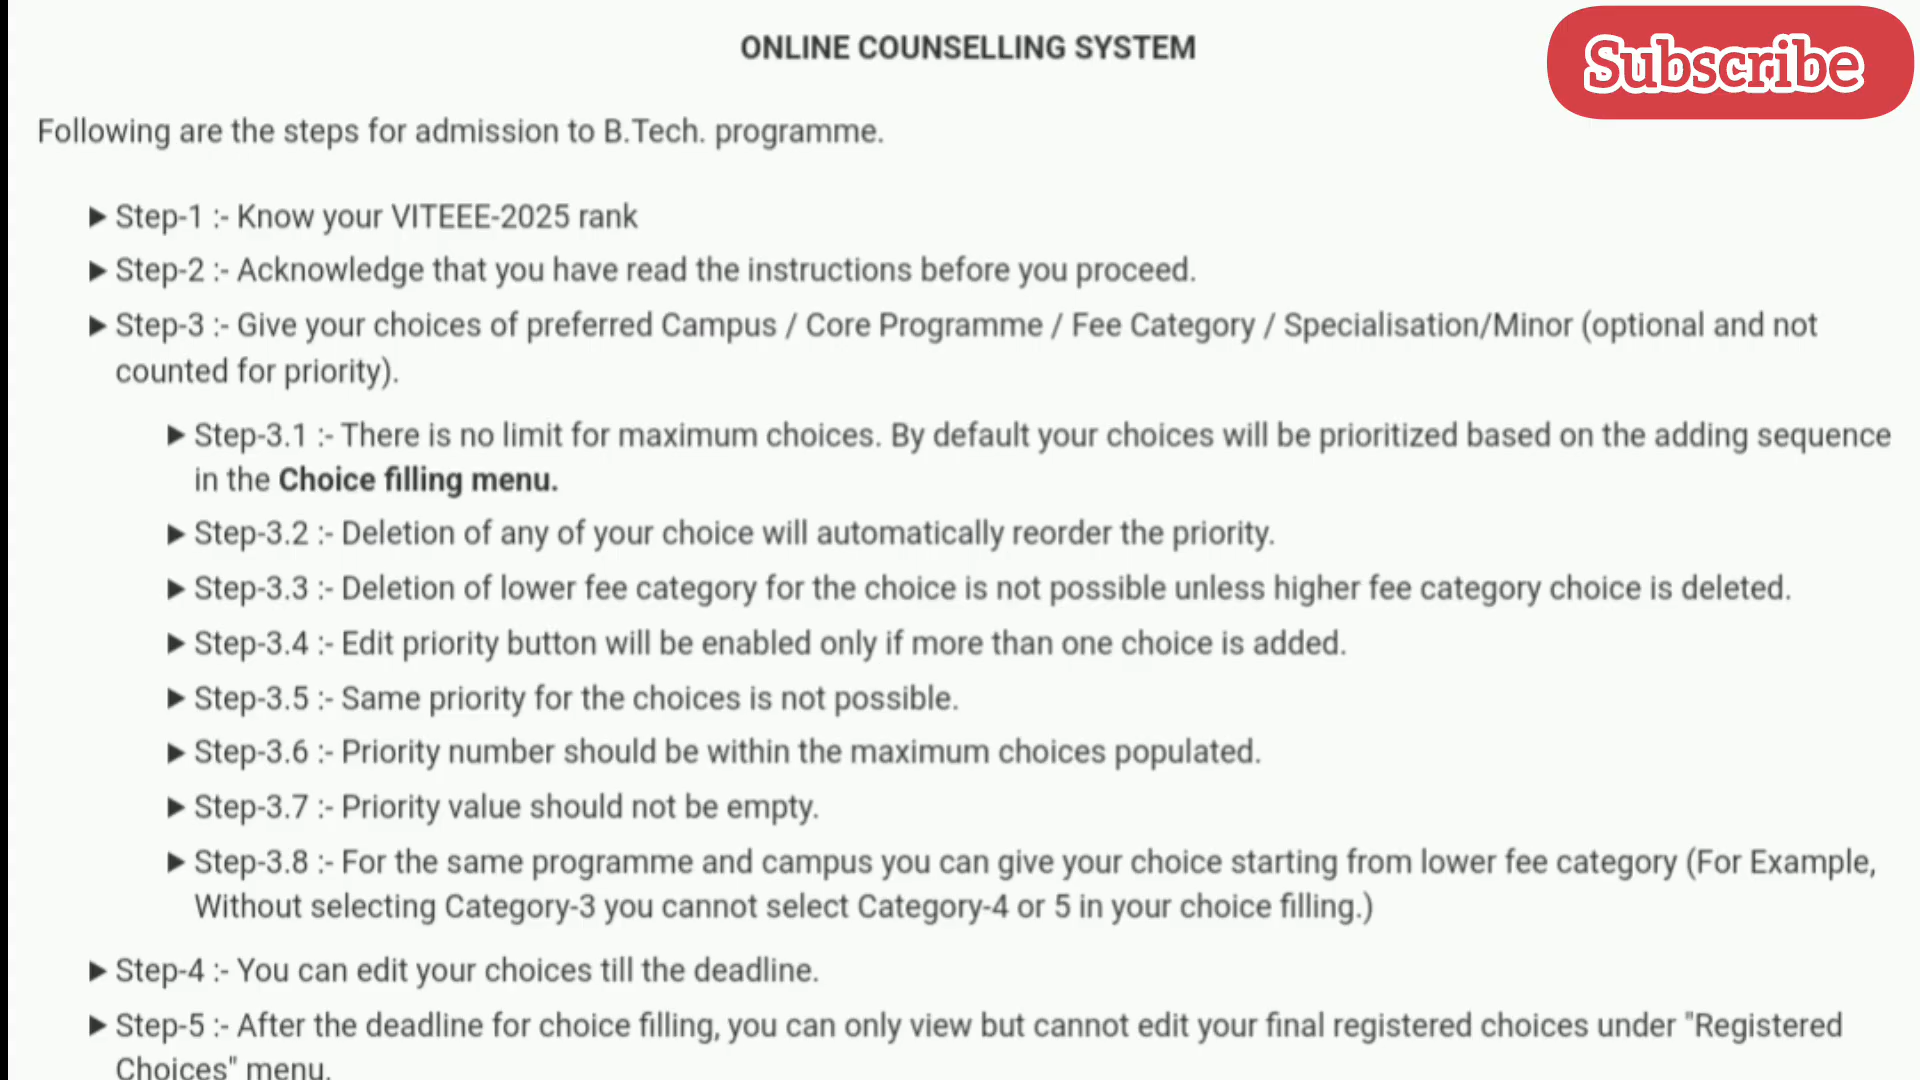 ONLINE COUNSELLING SYSTEM
Subscribe
Following are the steps for admission to B.Tech. programme.
▶ Step-1 :- Know your VITEEE-2025 rank
▶ Step-2 :- Acknowledge that you have read the instructions before you proceed.
▶ Step-3 :- Give your choices of preferred Campus / Core Programme / Fee Category / Specialisation/Minor (optional and not
counted for priority).
▶ Step-3.1 :- There is no limit for maximum choices. By default your choices will be prioritized based on the adding sequence
in the Choice filling menu.
▶ Step-3.2 :- Deletion of any of your choice will automatically reorder the priority.
▶ Step-3.3 :- Deletion of lower fee category for the choice is not possible unless higher fee category choice is deleted.
▶ Step-3.4 :- Edit priority button will be enabled only if more than one choice is added.
▶ Step-3.5 :- Same priority for the choices is not possible.
▶ Step-3.6 :- Priority number should be within the maximum choices populated.
▶ Step-3.7 :- Priority value should not be empty.
▶ Step-3.8 :- For the same programme and campus you can give your choice starting from lower fee category (For Example,
Without selecting Category-3 you cannot select Category-4 or 5 in your choice filling.)
▶ Step-4 :- You can edit your choices till the deadline.
▶ Step-5 :- After the deadline for choice filling, you can only view but cannot edit your final registered choices under "Registered
Choices" menu.